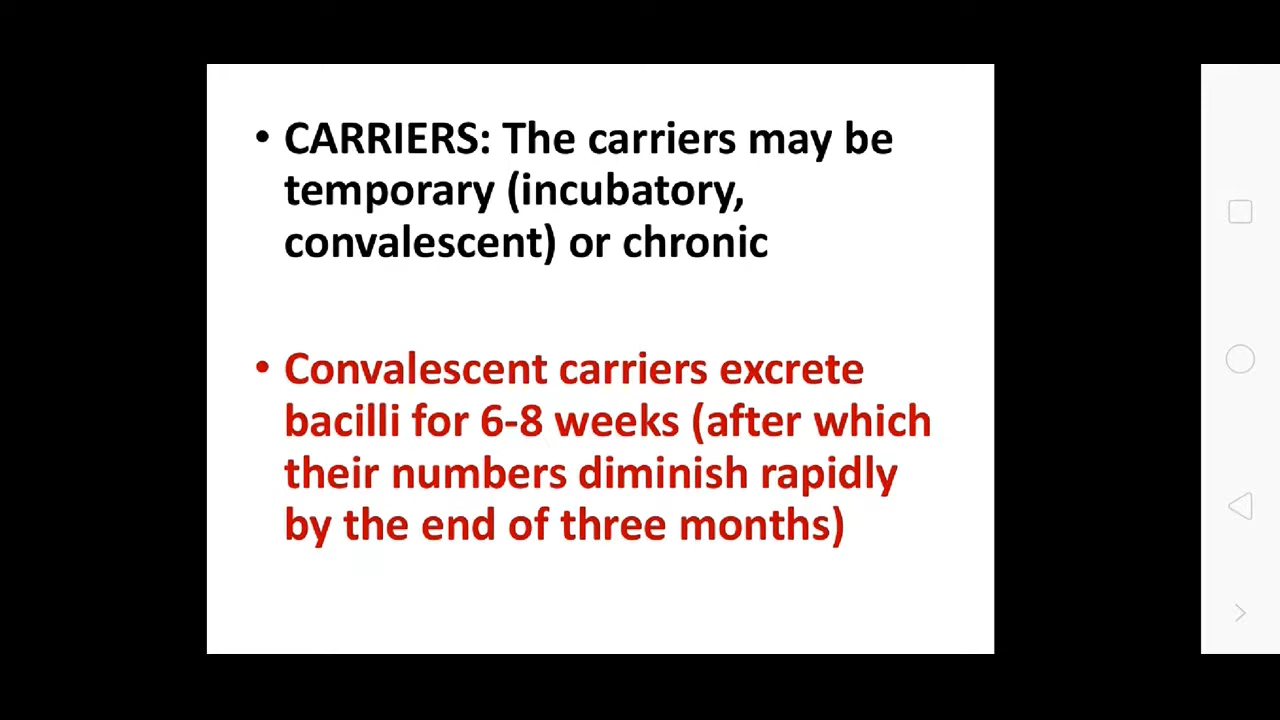 • CARRIERS: The carriers may be
temporary (incubatory,
convalescent) or chronic
• Convalescent carriers excrete
bacilli for 6-8 weeks (after which
their numbers diminish rapidly
by the end of three months)